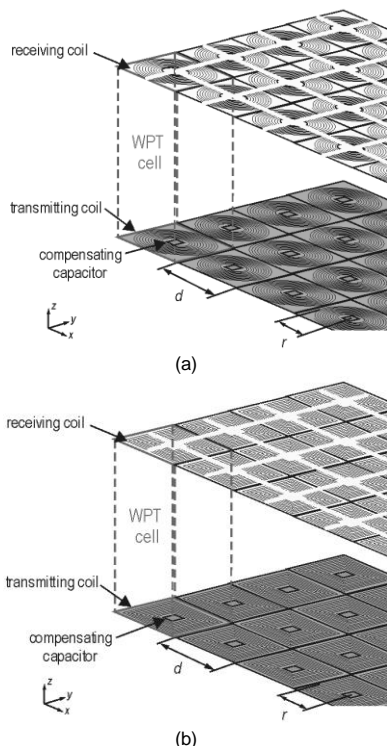 receiving coil
WPT
cell
transmitting coil
compensating
capacitor
d
r
z
y
x
(a)
receiving coil
WPT
cell
transmitting coil
compensating
capacitor
d
r
z
y
x
(b)